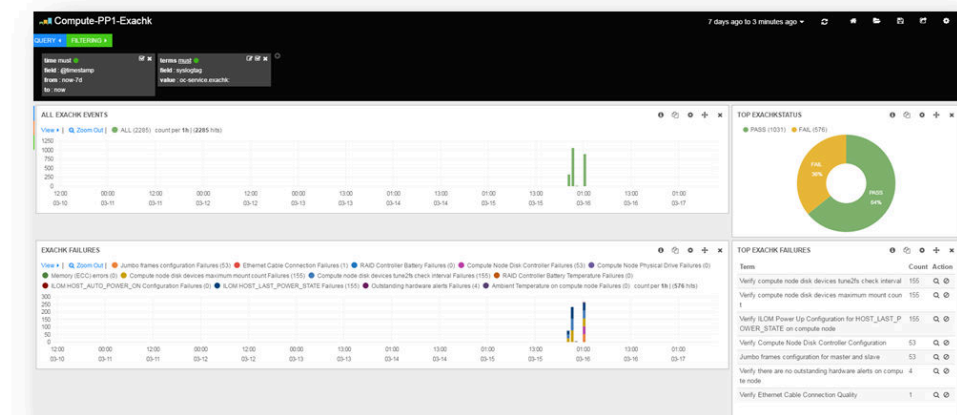 Compute-PP1-Exachk
7 days ago to 3 minutes ago
QUERY
FILTERING
time must
field : @timestamp
from : now-7d
to : now
terms must
field : syslogtag
value : oc-service.exachk:
ALL EXACHK EVENTS
View | Zoom Out | ALL (2285) count per 1h | (2285 hits)
1250
1000
750
500
250
0
12:00 00:00 12:00 00:00 12:00 00:00 13:00 01:00 13:00 01:00 13:00 01:00 13:00 01:00
03-10 03-11 03-11 03-12 03-12 03-13 03-13 03-14 03-14 03-15 03-15 03-16 03-16 03-17
TOP EXACHKSTATUS
PASS (1031) FAIL (576)
FAIL
36%
PASS
64%
EXACHK FAILURES
View | Zoom Out | Jumbo frames configuration Failures (53) Ethernet Cable Connection Failures (1) RAID Controller Battery Failures (0) Compute Node Disk Controller Failures (53) Compute Node Physical Drive Failures (0)
Memory (ECC) errors (0) Compute node disk devices maximum mount count Failures (155) Compute node disk devices tune2fs check interval Failures (155) RAID Controller Battery Temperature Failures (0)
ILOM HOST_AUTO_POWER_ON Configuration Failures (0) ILOM HOST_LAST_POWER_STATE Failures (155) Outstanding hardware alerts Failures (4) Ambient Temperature on compute node Failures (0) count per 1h | (576 hits)
300
250
200
150
100
50
0
12:00 00:00 12:00 00:00 12:00 00:00 13:00 01:00 13:00 01:00 13:00 01:00 13:00 01:00
03-10 03-11 03-11 03-12 03-12 03-13 03-13 03-14 03-14 03-15 03-15 03-16 03-16 03-17
TOP EXACHK FAILURES
Term Count Action
Verify compute node disk devices tune2fs check interval 155
Verify compute node disk devices maximum mount coun 155
t
Verify ILOM Power Up Configuration for HOST_LAST_P 155
OWER_STATE on compute node
Verify Compute Node Disk Controller Configuration 53
Jumbo frames configuration for master and slave 53
Verify there are no outstanding hardware alerts on compu 4
te node
Verify Ethernet Cable Connection Quality 1